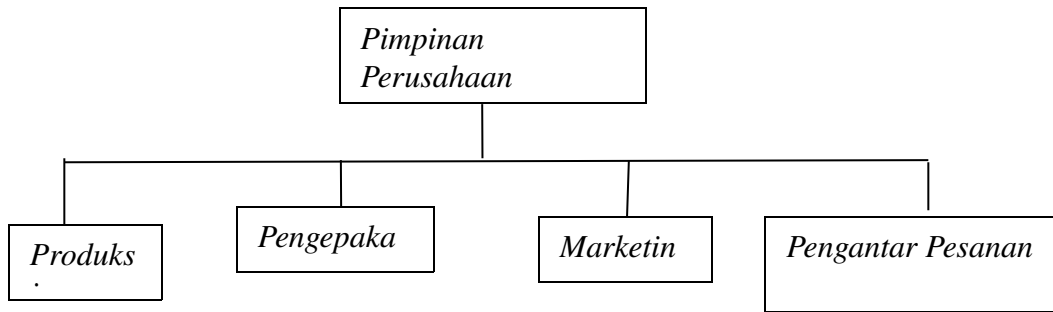 Pimpinan
Perusahaan
Produks
Pengepaka
Marketin
Pengantar Pesanan